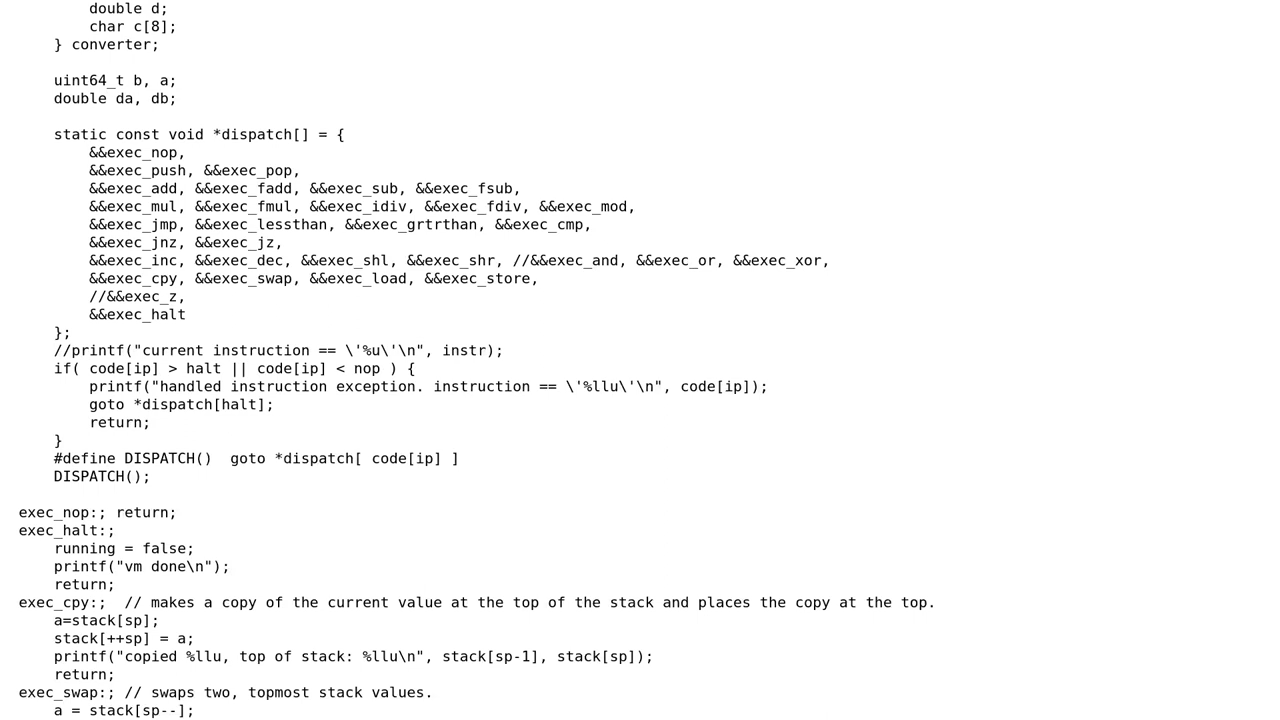 double d;
        char c[8];
    } converter;

    uint64_t b, a;
    double da, db;

    static const void *dispatch[] = {
        &&exec_nop,
        &&exec_push, &&exec_pop,
        &&exec_add, &&exec_fadd, &&exec_sub, &&exec_fsub,
        &&exec_mul, &&exec_fmul, &&exec_idiv, &&exec_fdiv, &&exec_mod,
        &&exec_jmp, &&exec_lessthan, &&exec_grtrthan, &&exec_cmp,
        &&exec_jnz, &&exec_jz,
        &&exec_inc, &&exec_dec, &&exec_shl, &&exec_shr, //&&exec_and, &&exec_or, &&exec_xor,
        &&exec_cpy, &&exec_swap, &&exec_load, &&exec_store,
        //&&exec_z,
        &&exec_halt
    };
    //printf("current instruction == \'%u\'\n", instr);
    if( code[ip] > halt || code[ip] < nop ) {
        printf("handled instruction exception. instruction == \'%llu\'\n", code[ip]);
        goto *dispatch[halt];
        return;
    }
    #define DISPATCH()  goto *dispatch[ code[ip] ]
    DISPATCH();

exec_nop:; return;
exec_halt:;
    running = false;
    printf("vm done\n");
    return;
exec_cpy:;  // makes a copy of the current value at the top of the stack and places the copy at the top.
    a=stack[sp];
    stack[++sp] = a;
    printf("copied %llu, top of stack: %llu\n", stack[sp-1], stack[sp]);
    return;
exec_swap:; // swaps two, topmost stack values.
    a = stack[sp--];